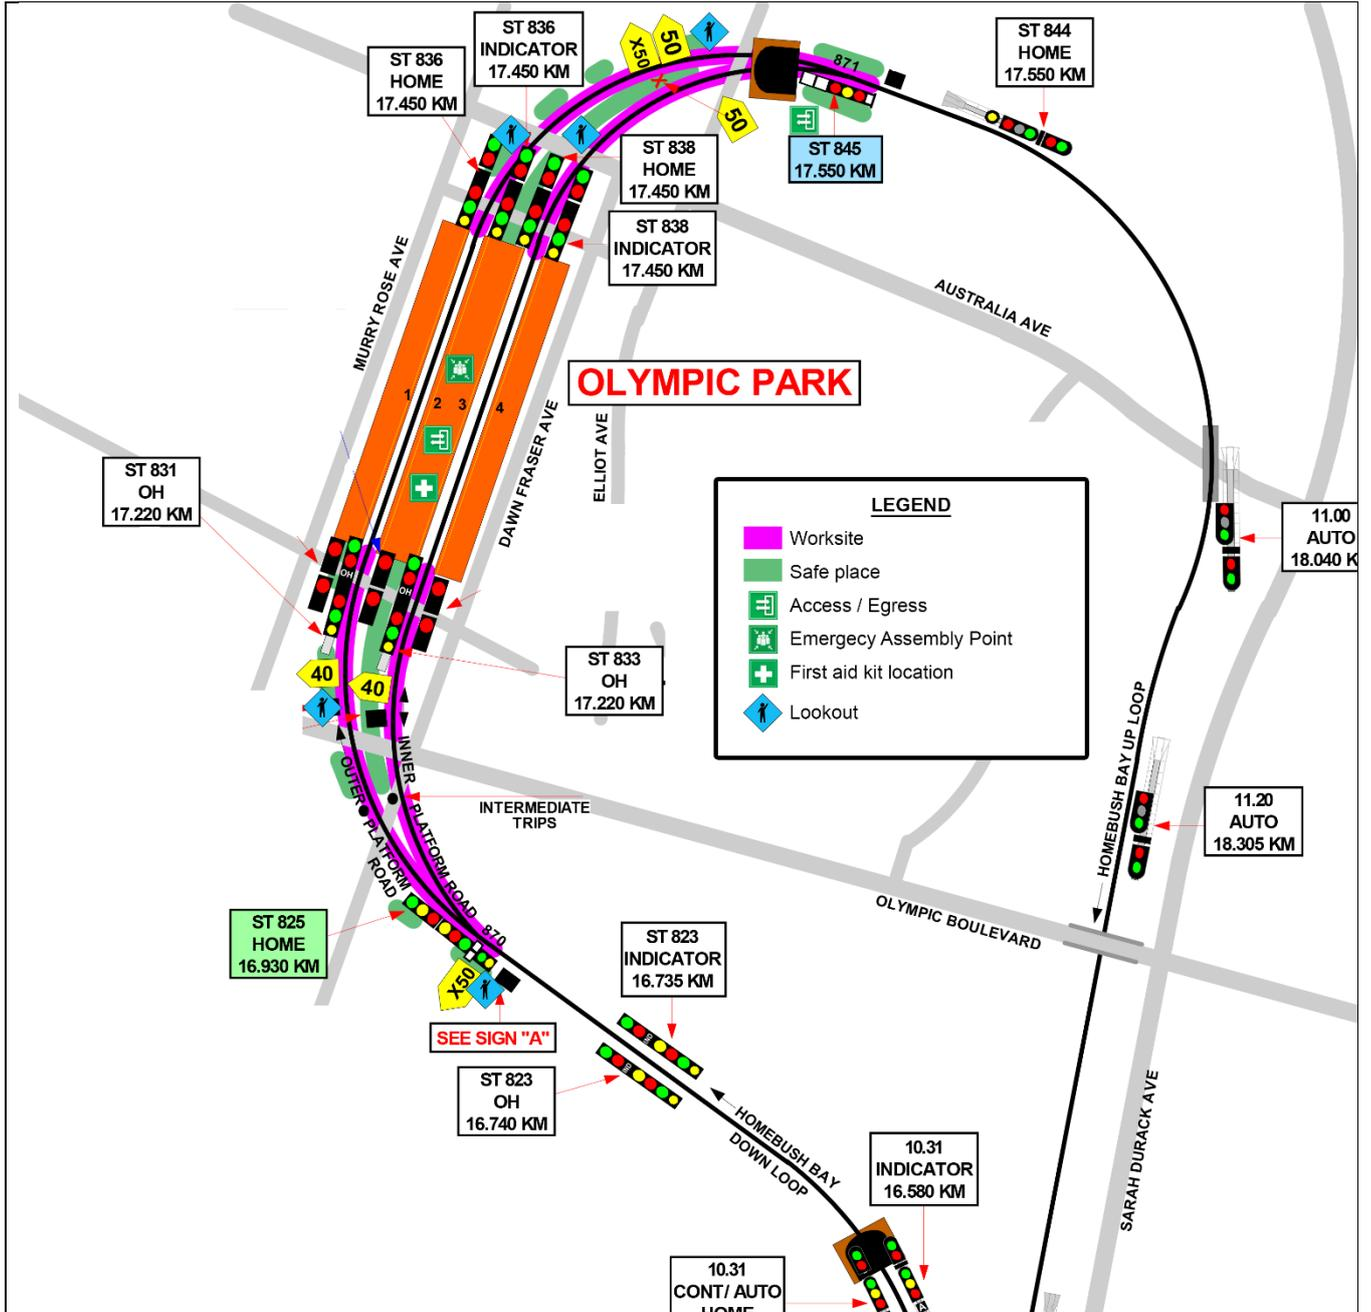 ST 836
INDICATOR
17.450 KM
ST 836
HOME
17.450 KM
X50
50
50
871
ST 844
HOME
17.550 KM
ST 845
17.550 KM
ST 838
HOME
17.450 KM
ST 838
INDICATOR
17.450 KM
MURRY ROSE AVE
AUSTRALIA AVE
OLYMPIC PARK
1
2
3
4
DAWN FRASER AVE
ELLIOT AVE
ST 831
OH
17.220 KM
OH
OH
LEGEND
Worksite
Safe place
Access / Egress
Emergecy Assembly Point
First aid kit location
Lookout
11.00
AUTO
18.040 K
ST 833
OH
17.220 KM
40
40
OUTER PLATFORM
ROAD
INNER PLATFORM ROAD
INTERMEDIATE
TRIPS
HOMEBUSH BAY UP LOOP
11.20
AUTO
18.305 KM
OLYMPIC BOULEVARD
ST 825
HOME
16.930 KM
870
X50
SEE SIGN "A"
ST 823
INDICATOR
16.735 KM
ST 823
OH
16.740 KM
HOMEBUSH BAY
DOWN LOOP
SARAH DURACK AVE
10.31
INDICATOR
16.580 KM
10.31
CONT/ AUTO
HOME